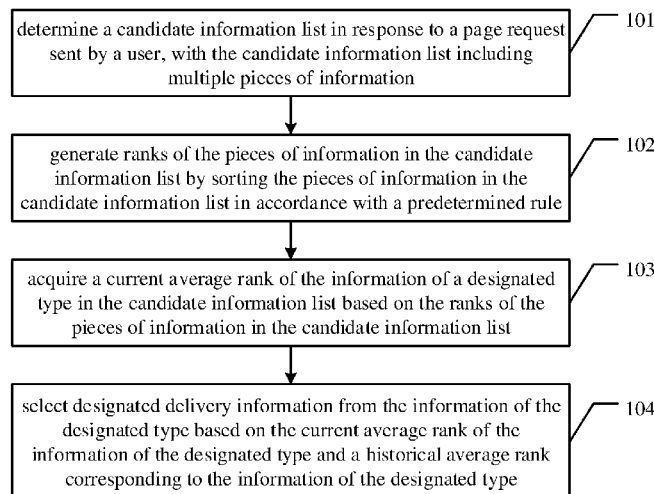 determine a candidate information list in response to a page request
sent by a user, with the candidate information list including
multiple pieces of information
101
generate ranks of the pieces of information in the candidate
information list by sorting the pieces of information in the
candidate information list in accordance with a predetermined rule
102
acquire a current average rank of the information of a designated
type in the candidate information list based on the ranks of the
pieces of information in the candidate information list
103
select designated delivery information from the information of the
designated type based on the current average rank of the
information of the designated type and a historical average rank
corresponding to the information of the designated type
104